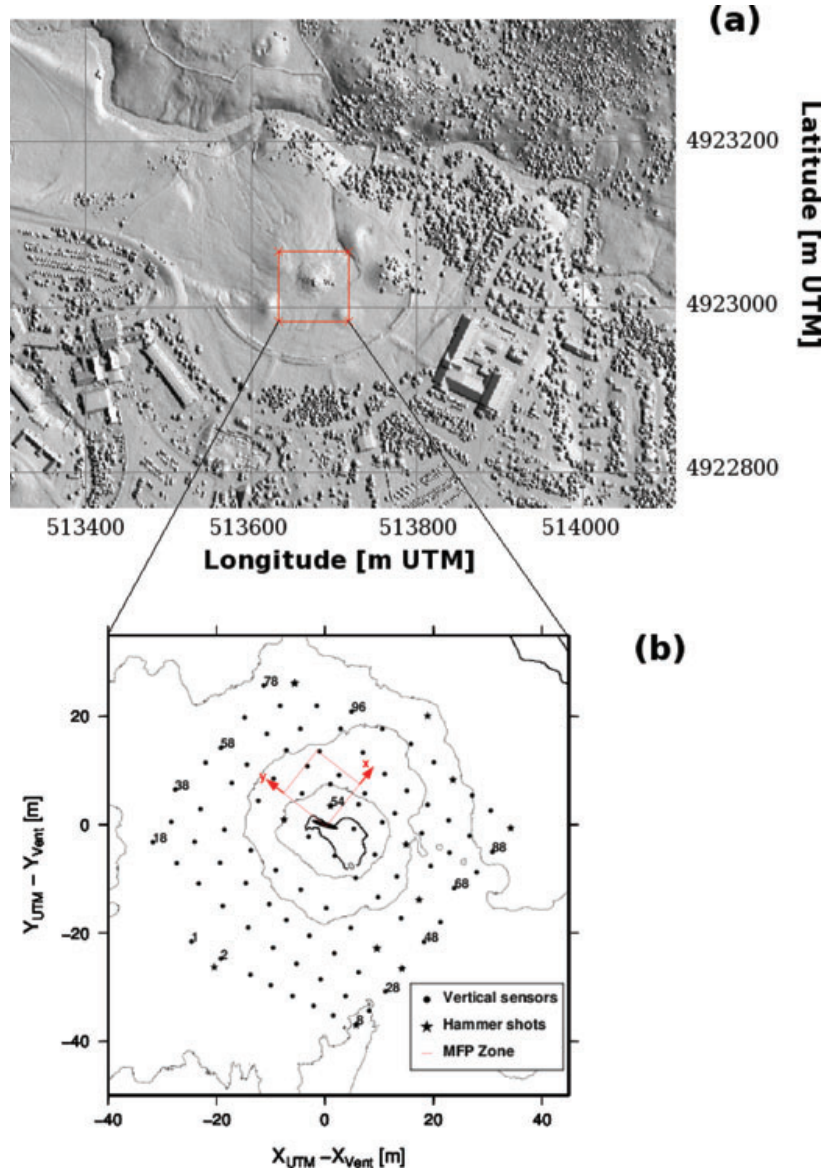 (a)
Latitude [m UTM]
4923200
4923000
4922800
513400 513600 513800 514000
Longitude [m UTM]
(b)
20
0
−20
−40
Y_UTM − Y_Vent [m]
78
96
58
38
54
18
88
68
1
48
2
28
8
y
x
Vertical sensors
Hammer shots
MFP Zone
−40 −20 0 20 40
X_UTM − X_Vent [m]